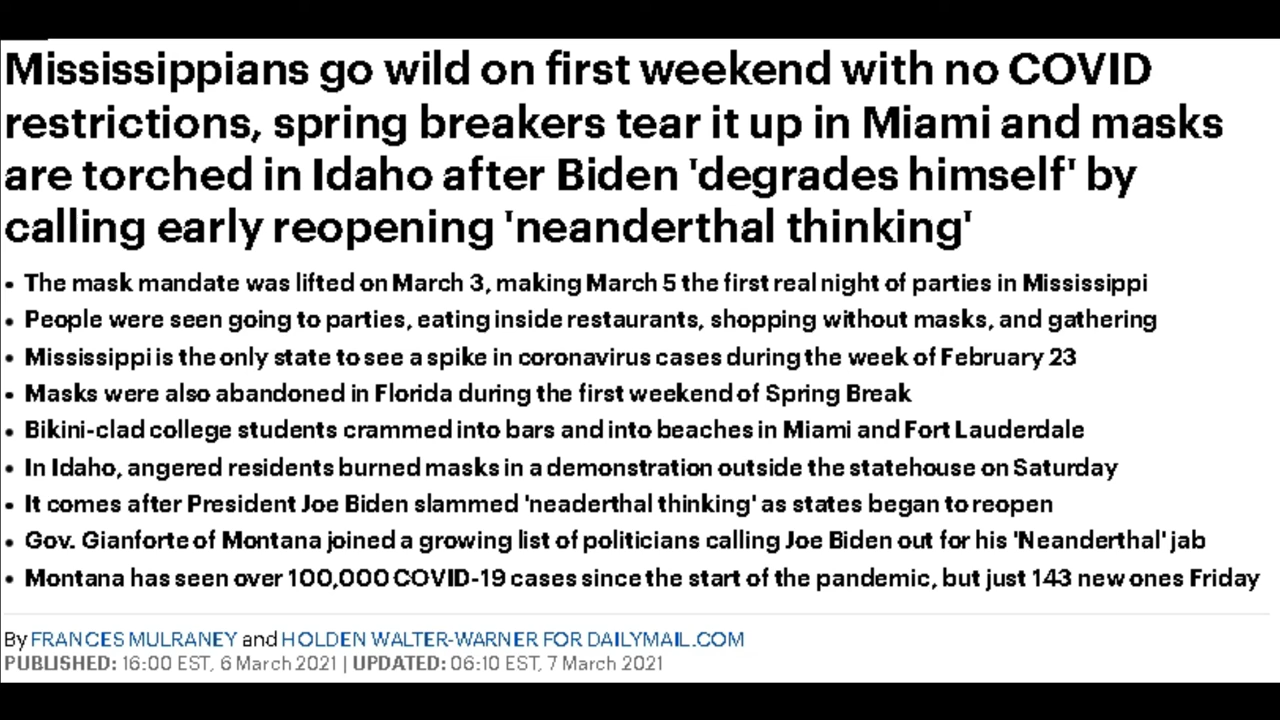 Mississippians go wild on first weekend with no COVID
restrictions, spring breakers tear it up in Miami and masks
are torched in Idaho after Biden 'degrades himself' by
calling early reopening 'neanderthal thinking'
• The mask mandate was lifted on March 3, making March 5 the first real night of parties in Mississippi
• People were seen going to parties, eating inside restaurants, shopping without masks, and gathering
• Mississippi is the only state to see a spike in coronavirus cases during the week of February 23
• Masks were also abandoned in Florida during the first weekend of Spring Break
• Bikini-clad college students crammed into bars and into beaches in Miami and Fort Lauderdale
• In Idaho, angered residents burned masks in a demonstration outside the statehouse on Saturday
• It comes after President Joe Biden slammed 'neaderthal thinking' as states began to reopen
• Gov. Gianforte of Montana joined a growing list of politicians calling Joe Biden out for his 'Neanderthal' jab
• Montana has seen over 100,000 COVID-19 cases since the start of the pandemic, but just 143 new ones Friday
By FRANCES MULRANEY and HOLDEN WALTER-WARNER FOR DAILYMAIL.COM
PUBLISHED: 16:00 EST, 6 March 2021 | UPDATED: 06:10 EST, 7 March 2021